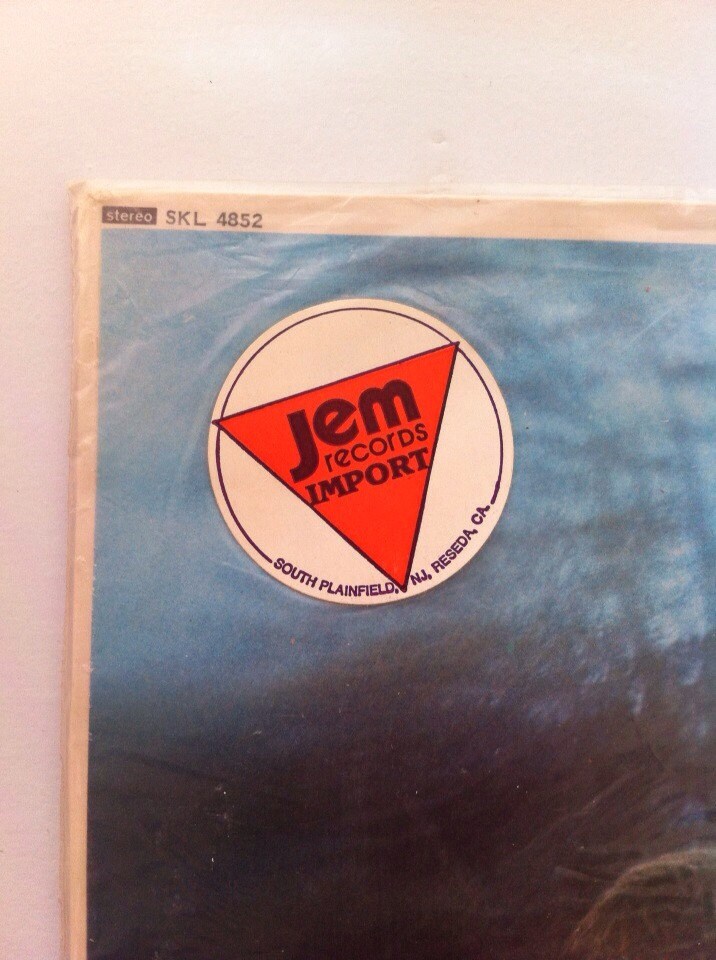 stereo SKL 4852
Jem
records
IMPORT
SOUTH PLAINFIELD, NJ, RESEDA, CA.